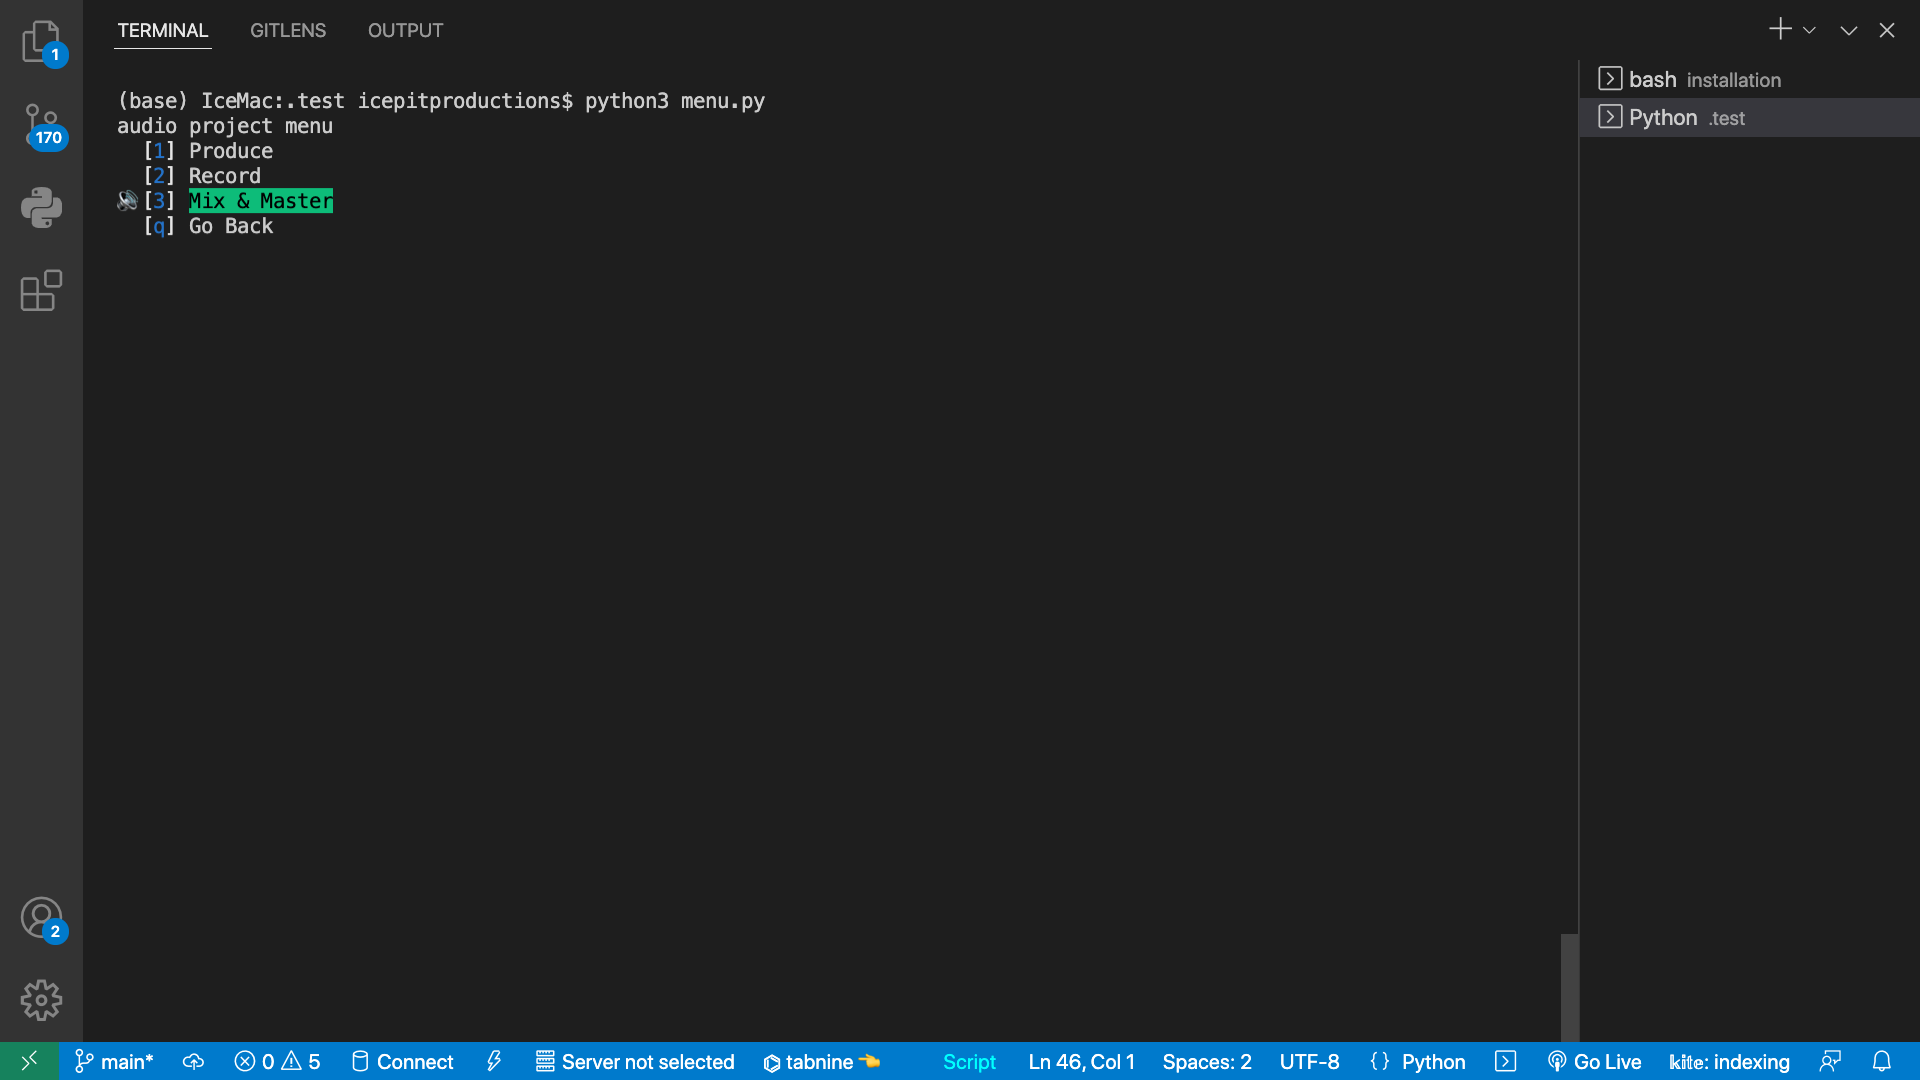 TERMINAL GITLENS OUTPUT
1
170
2
(base) IceMac:.test icepitproductions$ python3 menu.py
audio project menu
[1] Produce
[2] Record
[3] Mix & Master
[q] Go Back
bash installation
Python .test
main* 0 5 Connect Server not selected tabnine Script Ln 46, Col 1 Spaces: 2 UTF-8 {} Python Go Live kite: indexing